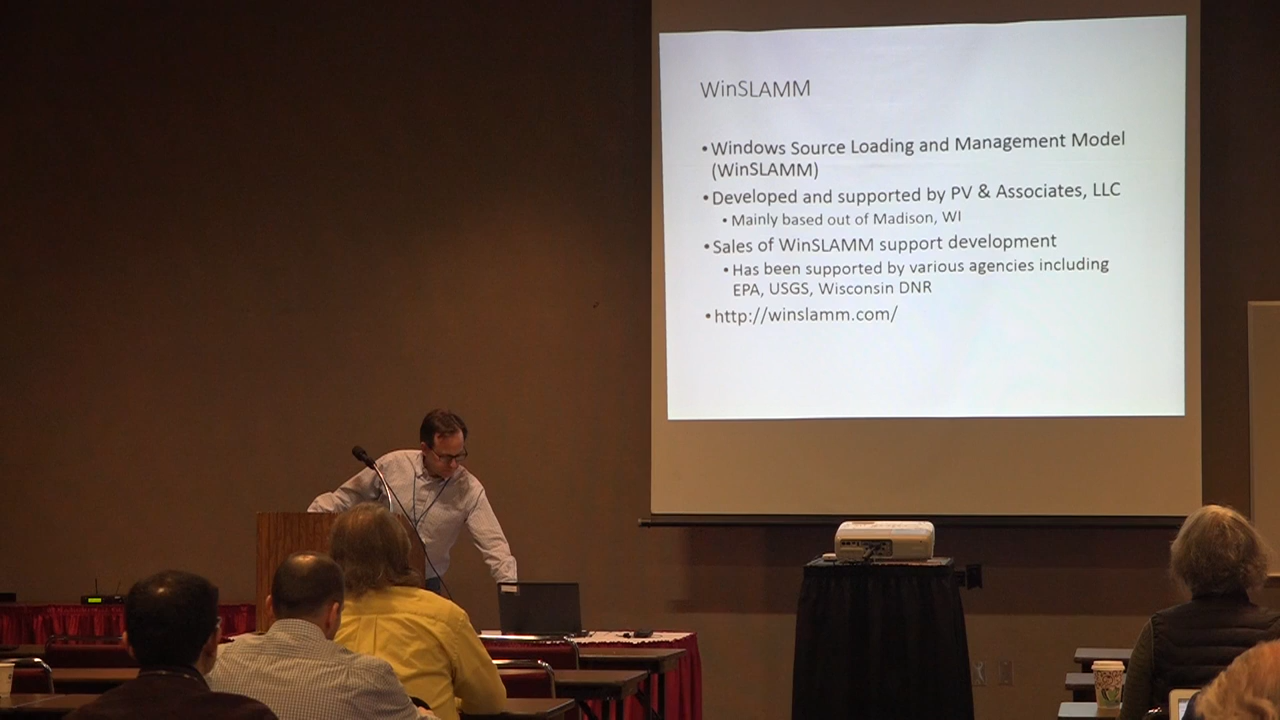 WinSLAMM
• Windows Source Loading and Management Model
(WinSLAMM)
• Developed and supported by PV & Associates, LLC
• Mainly based out of Madison, WI
• Sales of WinSLAMM support development
• Has been supported by various agencies including
EPA, USGS, Wisconsin DNR
• http://winslamm.com/